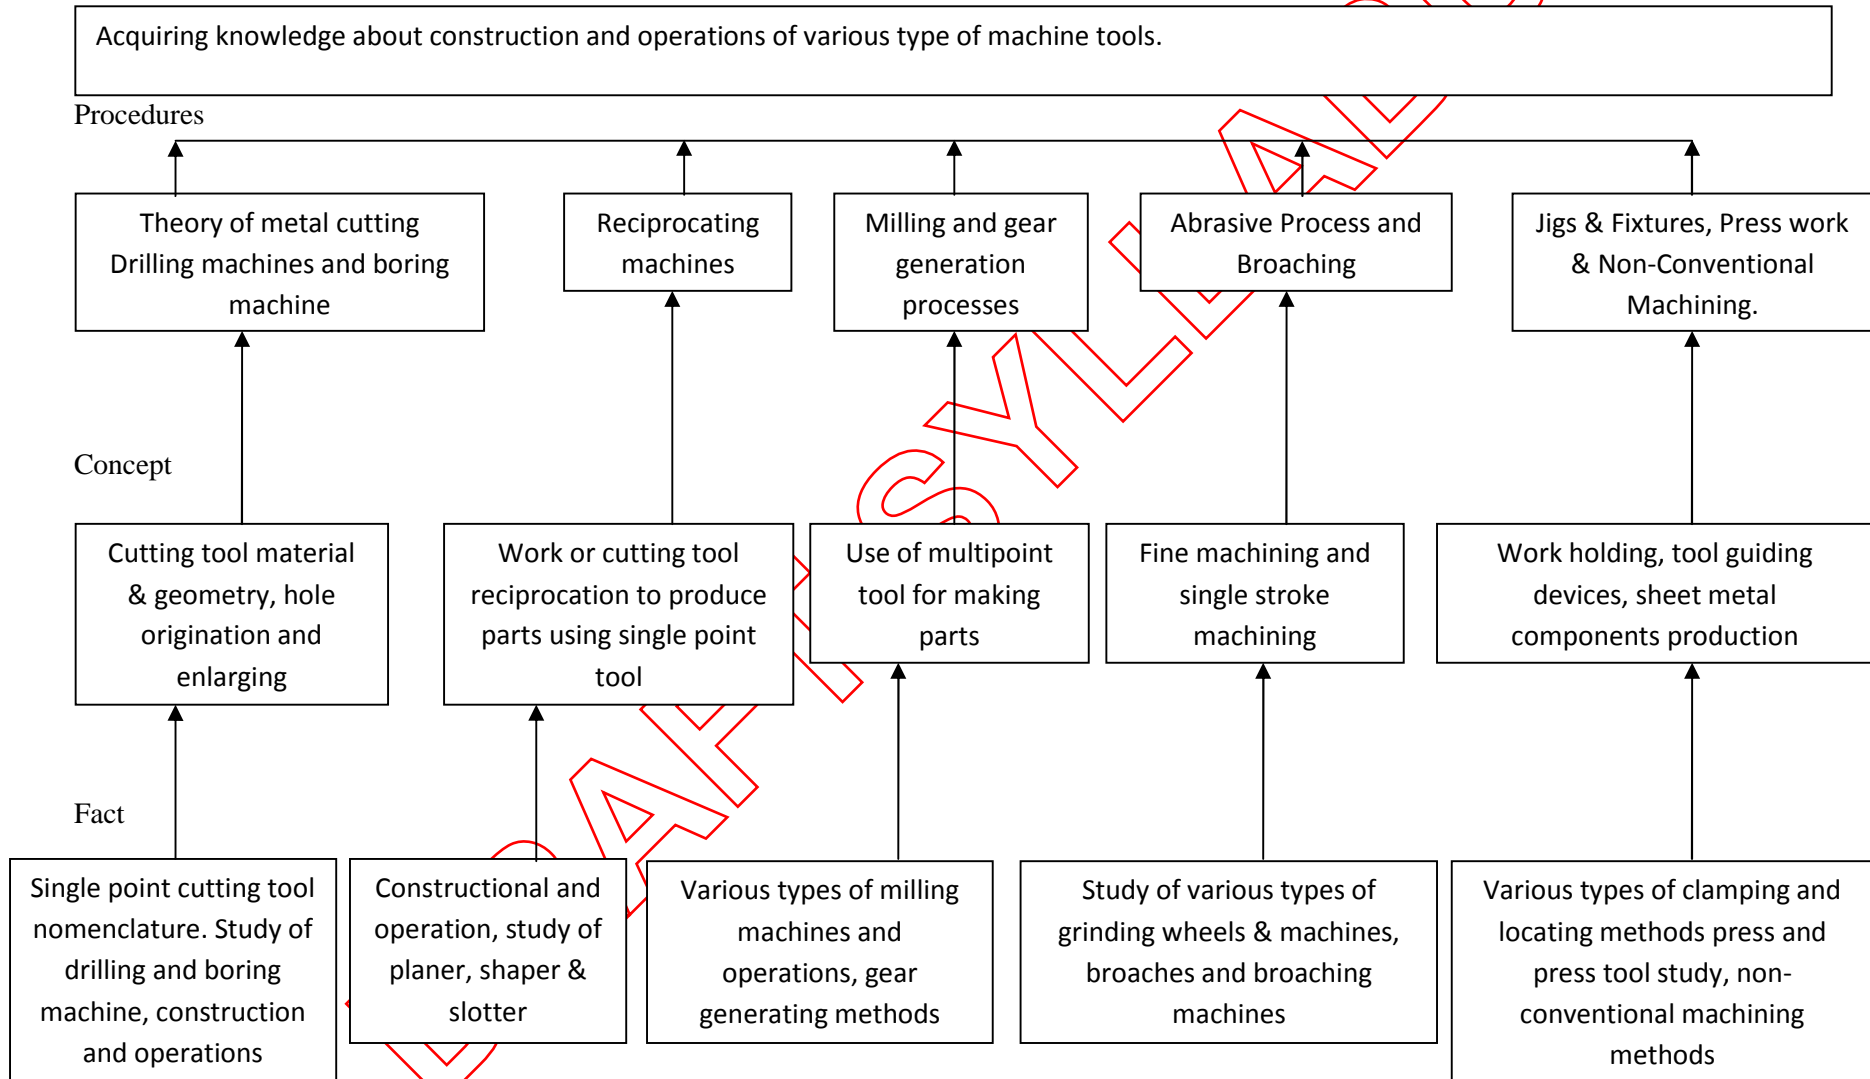 Acquiring knowledge about construction and operations of various type of machine tools.
Procedures
Theory of metal cutting
Drilling machines and boring
machine
Reciprocating
machines
Milling and gear
generation
processes
Abrasive Process and
Broaching
Jigs & Fixtures, Press work
& Non-Conventional
Machining.
Concept
Cutting tool material
& geometry, hole
origination and
enlarging
Work or cutting tool
reciprocation to produce
parts using single point
tool
Use of multipoint
tool for making
parts
Fine machining and
single stroke
machining
Work holding, tool guiding
devices, sheet metal
components production
Fact
Single point cutting tool
nomenclature. Study of
drilling and boring
machine, construction
and operations
Constructional and
operation, study of
planer, shaper &
slotter
Various types of milling
machines and
operations, gear
generating methods
Study of various types of
grinding wheels & machines,
broaches and broaching
machines
Various types of clamping and
locating methods press and
press tool study, non-
conventional machining
methods